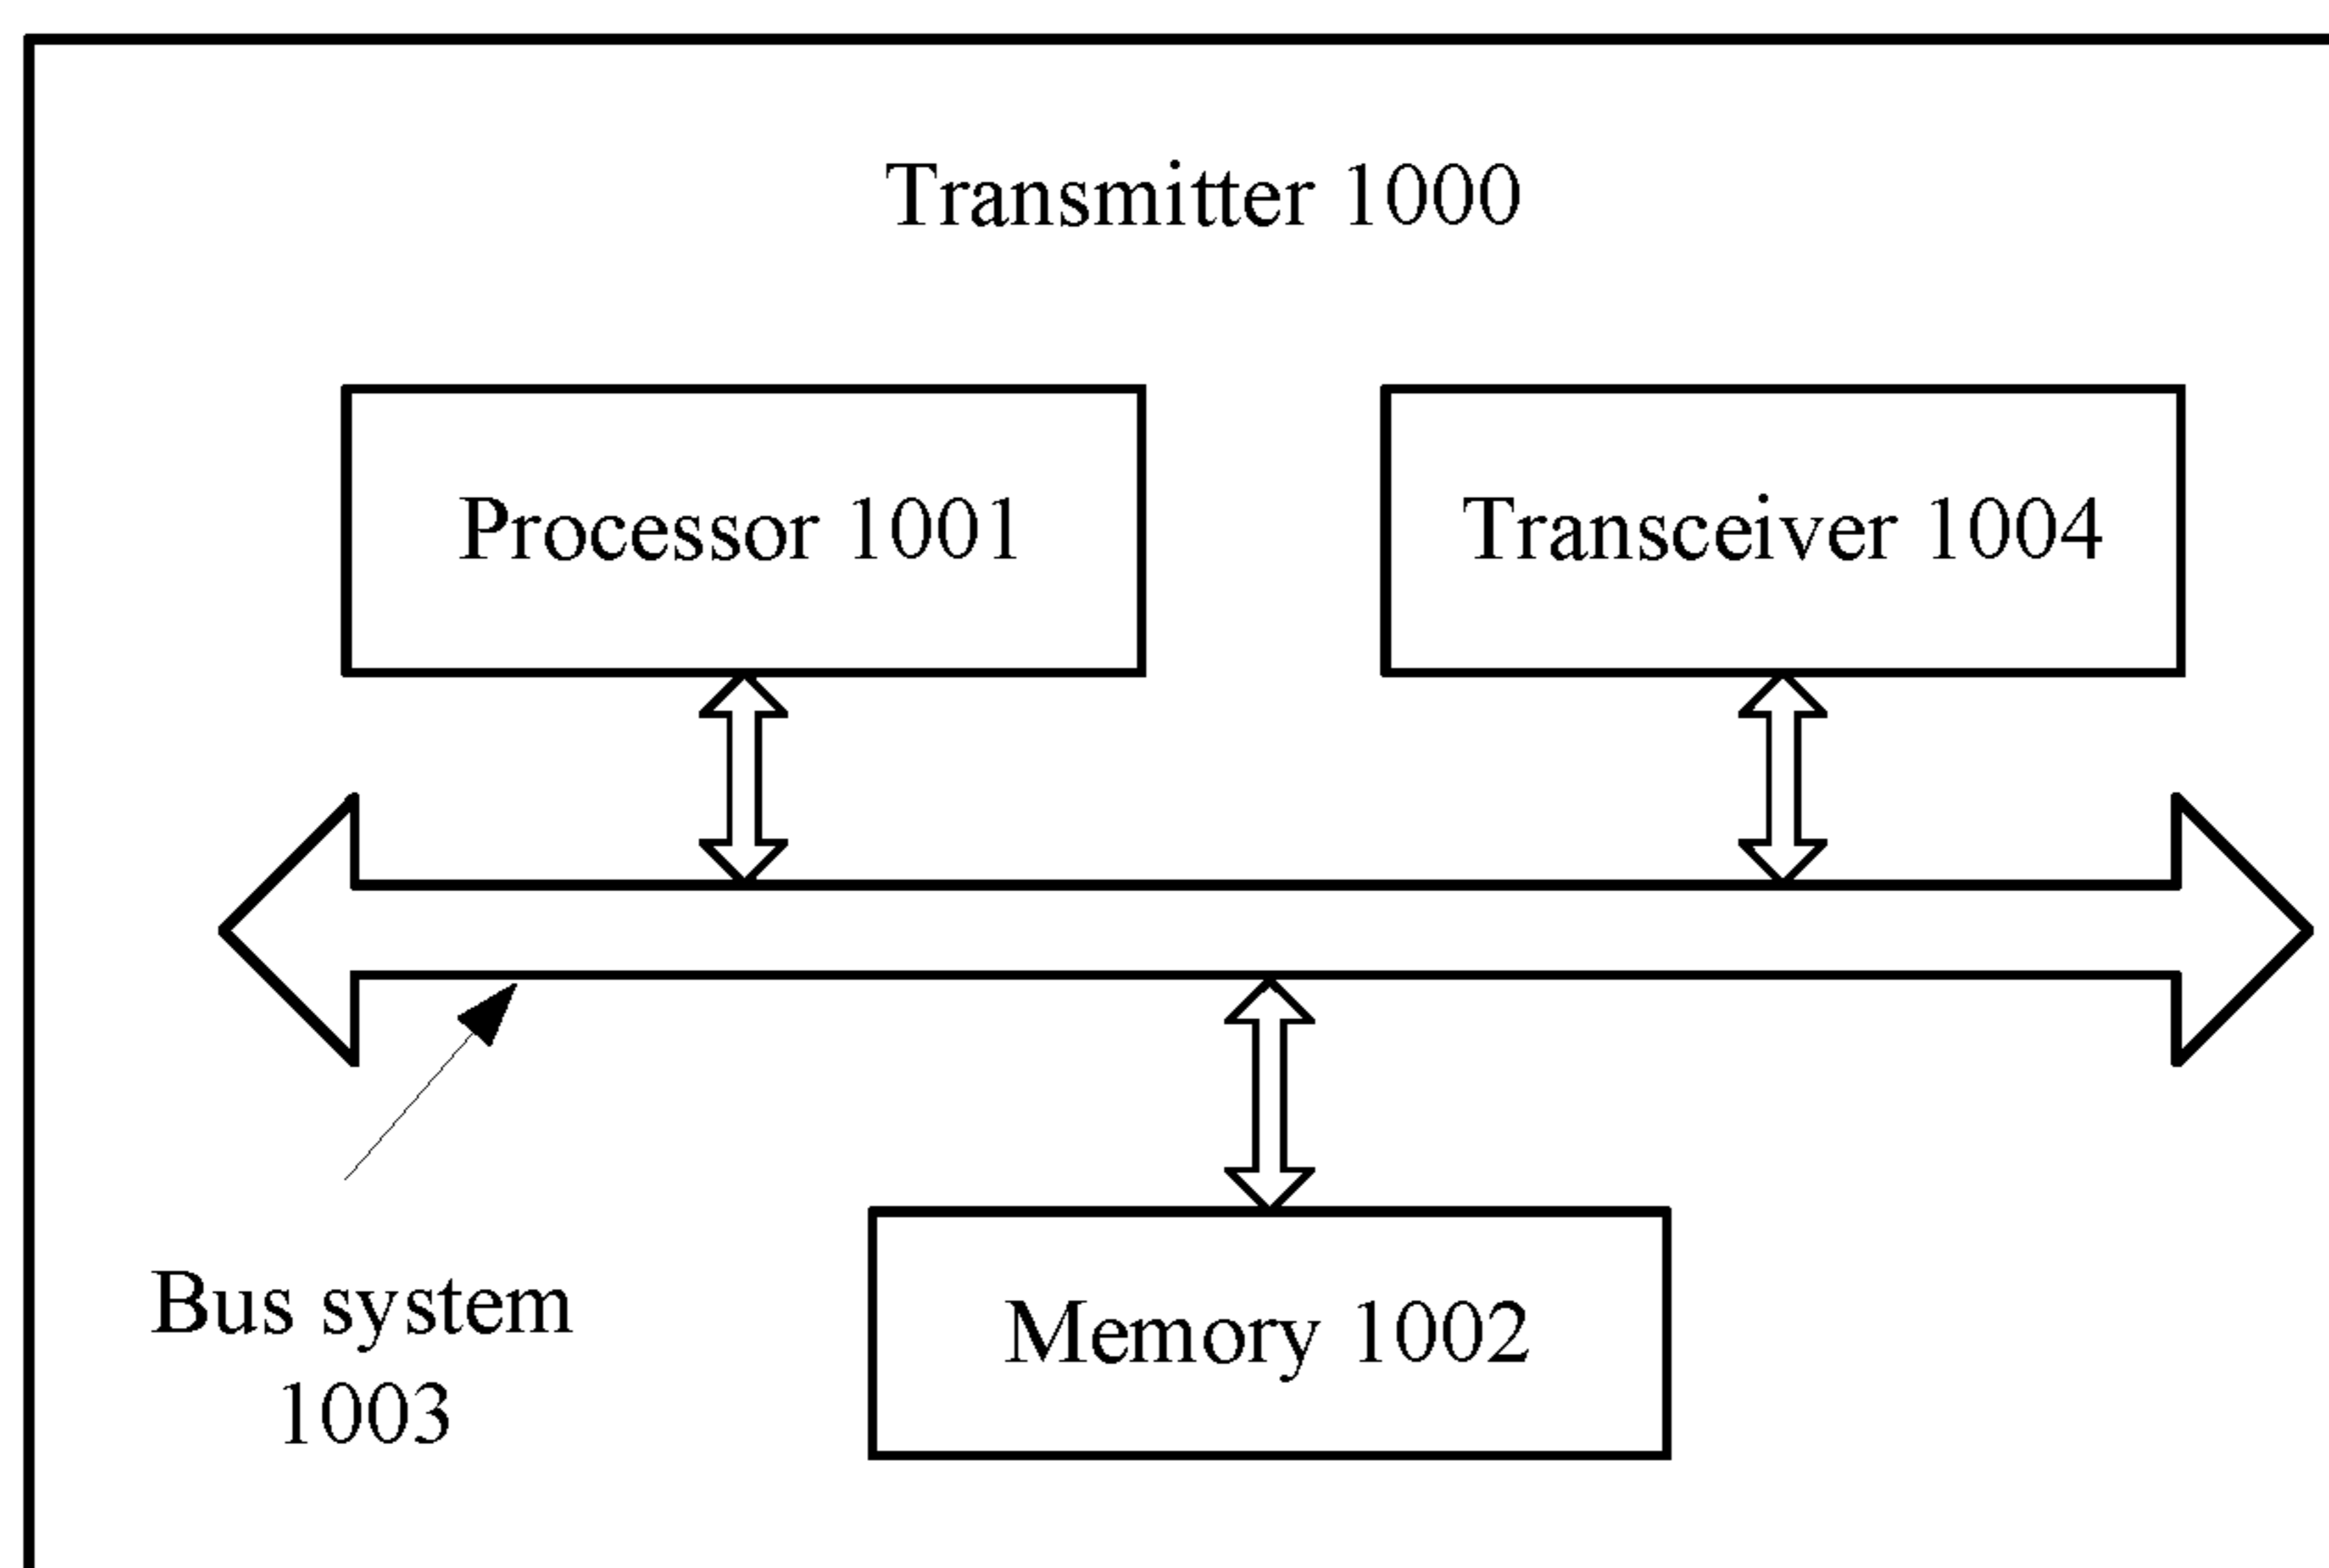 Transmitter 1000
Processor 1001
Transceiver 1004
Bus system
1003
Memory 1002